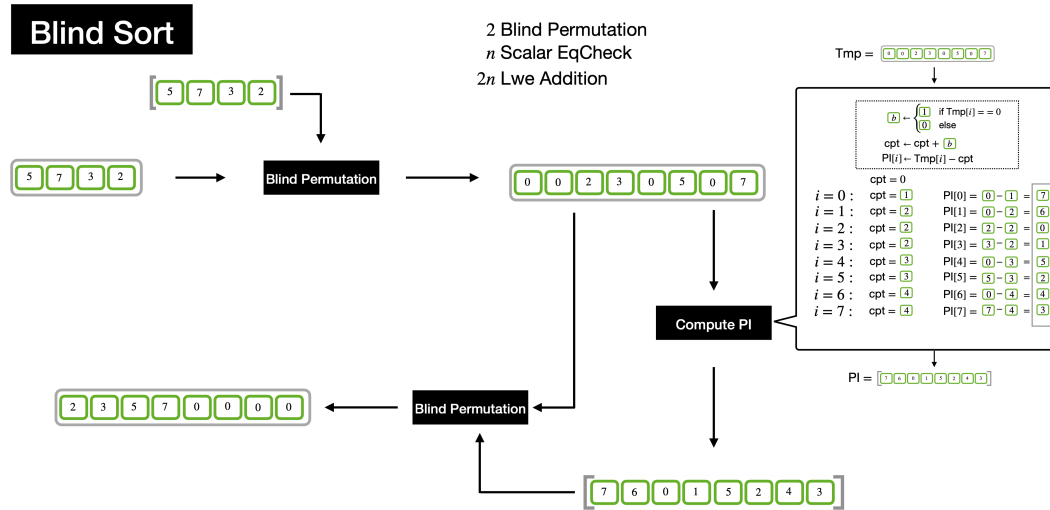 Blind Sort
2 Blind Permutation
n Scalar EqCheck
2n Lwe Addition
5 7 3 2
5 7 3 2
Blind Permutation
0 0 2 3 0 5 0 7
Tmp = 0 0 2 3 0 5 0 7
b ← { 1 if Tmp[i] == 0
0 else
cpt ← cpt + b
PI[i] ← Tmp[i] − cpt
cpt = 0
i = 0 : cpt = 1 PI[0] = 0 − 1 = 7
i = 1 : cpt = 2 PI[1] = 0 − 2 = 6
i = 2 : cpt = 2 PI[2] = 2 − 2 = 0
i = 3 : cpt = 2 PI[3] = 3 − 2 = 1
i = 4 : cpt = 3 PI[4] = 0 − 3 = 5
i = 5 : cpt = 3 PI[5] = 5 − 3 = 2
i = 6 : cpt = 4 PI[6] = 0 − 4 = 4
i = 7 : cpt = 4 PI[7] = 7 − 4 = 3
Compute PI
PI = [ 7 6 0 1 5 2 4 3 ]
2 3 5 7 0 0 0 0
Blind Permutation
7 6 0 1 5 2 4 3